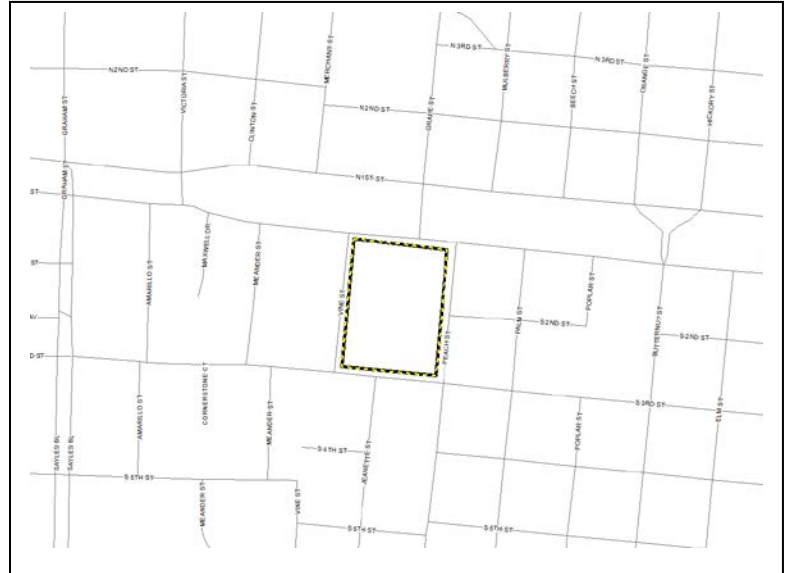 N 3RD ST
N 3RD ST
N 2ND ST
MERCHANT ST
MULBERRY ST
ORANGE ST
VICTORIA ST
BEECH ST
HICKORY ST
GRAHAM ST
CLINTON ST
N 2ND ST
GRAPE ST
N 1ST ST
GRAHAM ST
ST
MAXWELL DR
MEANDER ST
AMARILLO ST
ST
VINE ST
POPLAR ST
PALM ST
S 2ND ST
BUTTERNUT ST
S 2ND ST
AV
PEACH ST
D ST
CORNERSTONE CT
S 3RD ST
ELM ST
AMARILLO ST
MEANDER ST
POPLAR ST
SAYLES BL
SAYLES BL
S 4TH ST
JEANETTE ST
S 5TH ST
MEANDER ST
VINE ST
S 5TH ST
S 5TH ST